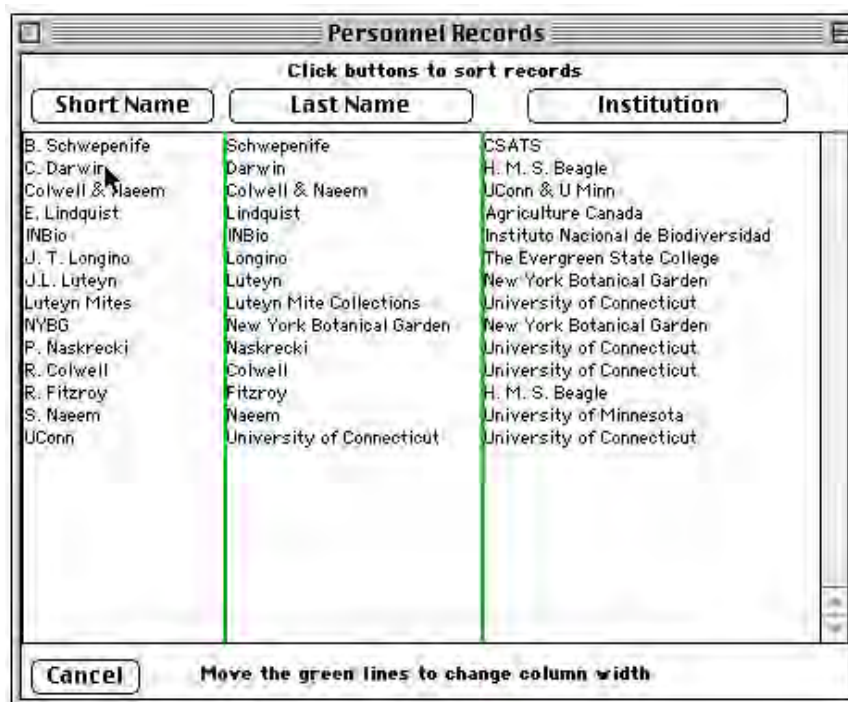 Personnel Records
Click buttons to sort records
Short Name Last Name Institution
B. Schwepenife Schwepenife CSATS
C. Darwin Darwin H. M. S. Beagle
Colwell & Naeem Colwell & Naeem UConn & U Minn
E. Lindquist Lindquist Agriculture Canada
INBio INBio Instituto Nacional de Biodiversidad
J. T. Longino Longino The Evergreen State College
J.L. Luteyn Luteyn New York Botanical Garden
Luteyn Mites Luteyn Mite Collections University of Connecticut
NYBG New York Botanical Garden New York Botanical Garden
P. Naskrecki Naskrecki University of Connecticut
R. Colwell Colwell University of Connecticut
R. Fitzroy Fitzroy H. M. S. Beagle
S. Naeem Naeem University of Minnesota
UConn University of Connecticut University of Connecticut
Cancel Move the green lines to change column width